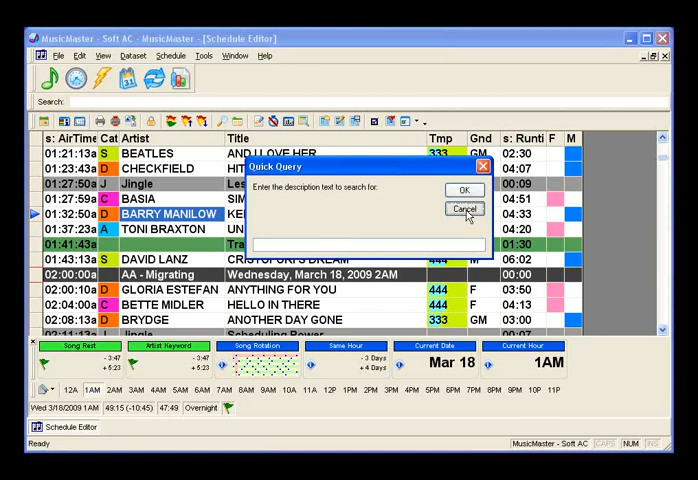 MusicMaster - Soft AC - MusicMaster - [Schedule Editor]
File Edit View Dataset Schedule Tools Window Help
Search:
s: AirTime Cat Artist Title Tmp Gnd s: Runti F M
01:21:13a S BEATLES AND I LOVE HER 333 GM 02:30
01:23:43a D CHECKFIELD 04:07
01:27:50a J Jingle 00:09
01:27:59a C BASIA 04:51
01:32:50a D BARRY MANILOW 04:33
01:37:23a A TONI BRAXTON 04:37
01:41:43a 01:30
01:43:13a S DAVID LANZ CRISTOFORI'S DREAM 444 M 06:02
02:00:00a AA - Migrating Wednesday, March 18, 2009 2AM 00:00
02:00:10a D GLORIA ESTEFAN ANYTHING FOR YOU 444 F 03:50
02:04:00a C BETTE MIDLER HELLO IN THERE 444 F 04:13
02:08:13a D BRYDGE ANOTHER DAY GONE 333 GM 03:00
02:11:13a J Jingle Scheduling Power 00:07
Quick Query
Enter the description text to search for:
OK
Cancel
Song Rest Artist Keyword Song Rotation Same Hour Current Date Current Hour
- 3:47 - 3:47 - 3 Days
Mar 18 1AM
+ 5:23 + 5:23 + 4 Days
12A 1AM 2AM 3AM 4AM 5AM 6AM 7AM 8AM 9AM 10A 11A 12P 1PM 2PM 3PM 4PM 5PM 6PM 7PM 8PM 9PM 10P 11P
Wed 3/18/2009 1AM 49:15 (-10:45) 47:49 Overnight
Schedule Editor
Ready MusicMaster - Soft AC CAPS NUM INS